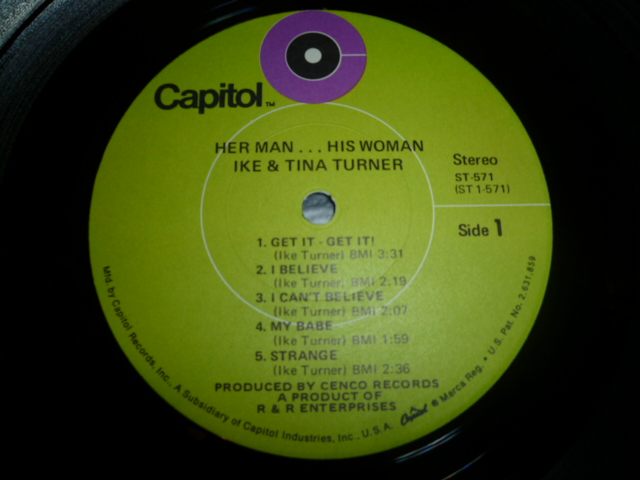 Capitol™
HER MAN . . . HIS WOMAN
IKE & TINA TURNER
Stereo
ST-571
(ST 1-571)
Side 1
1. GET IT - GET IT!
(Ike Turner) BMI 3:31
2. I BELIEVE
(Ike Turner) BMI 2:19
3. I CAN'T BELIEVE
(Ike Turner) BMI 2:07
4. MY BABE
(Ike Turner) BMI 1:59
5. STRANGE
(Ike Turner) BMI 2:36
PRODUCED BY CENCO RECORDS
A PRODUCT OF
R & R ENTERPRISES
Mfd. by Capitol Records, Inc., A Subsidiary of Capitol Industries, Inc., U.S.A. Capitol ® Marca Reg. • U.S. Pat. No. 2,631,859